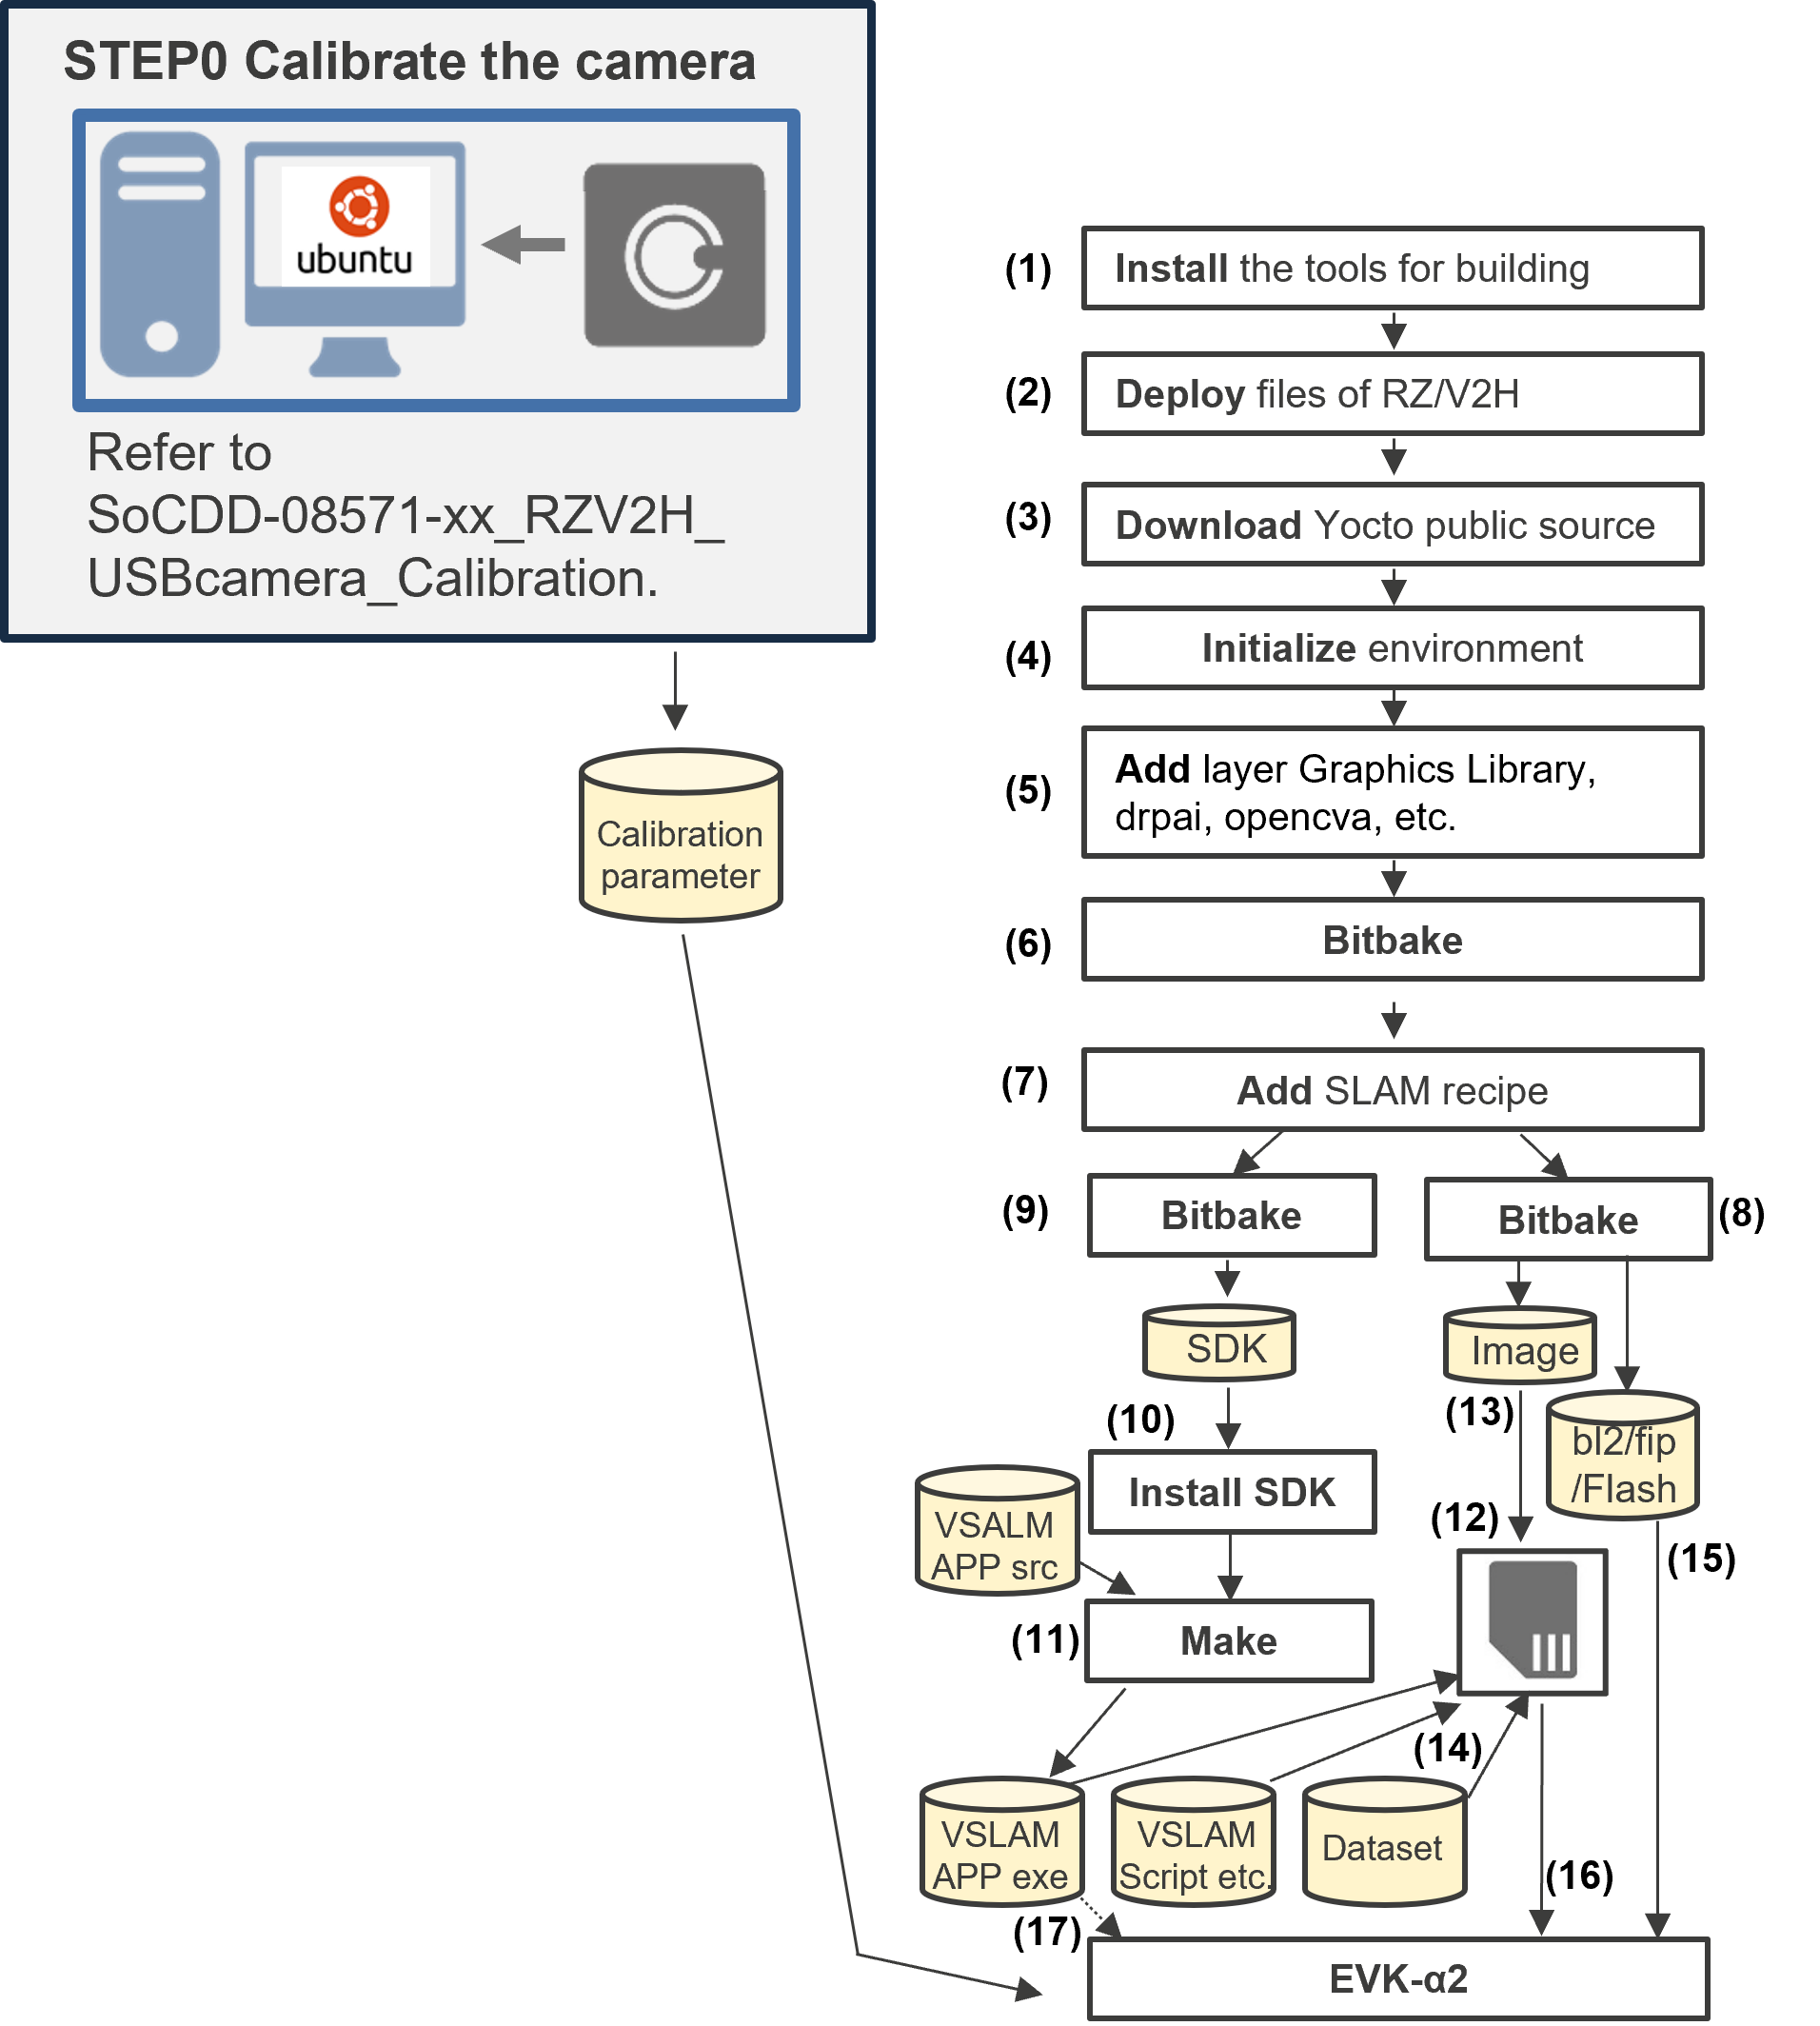 STEP0 Calibrate the camera
ubuntu
Refer to
SoCDD-08571-xx_RZV2H_
USBcamera_Calibration.
Calibration
parameter
(1) Install the tools for building
(2) Deploy files of RZ/V2H
(3) Download Yocto public source
(4) Initialize environment
(5) Add layer Graphics Library,
drpai, opencva, etc.
(6) Bitbake
(7) Add SLAM recipe
(9) Bitbake
Bitbake (8)
SDK
Image
(10)
(13)
bl2/fip
/Flash
Install SDK
VSALM
APP src
(12)
(15)
(11) Make
(14)
VSLAM
APP exe
VSLAM
Script etc.
Dataset
(16)
(17)
EVK-α2